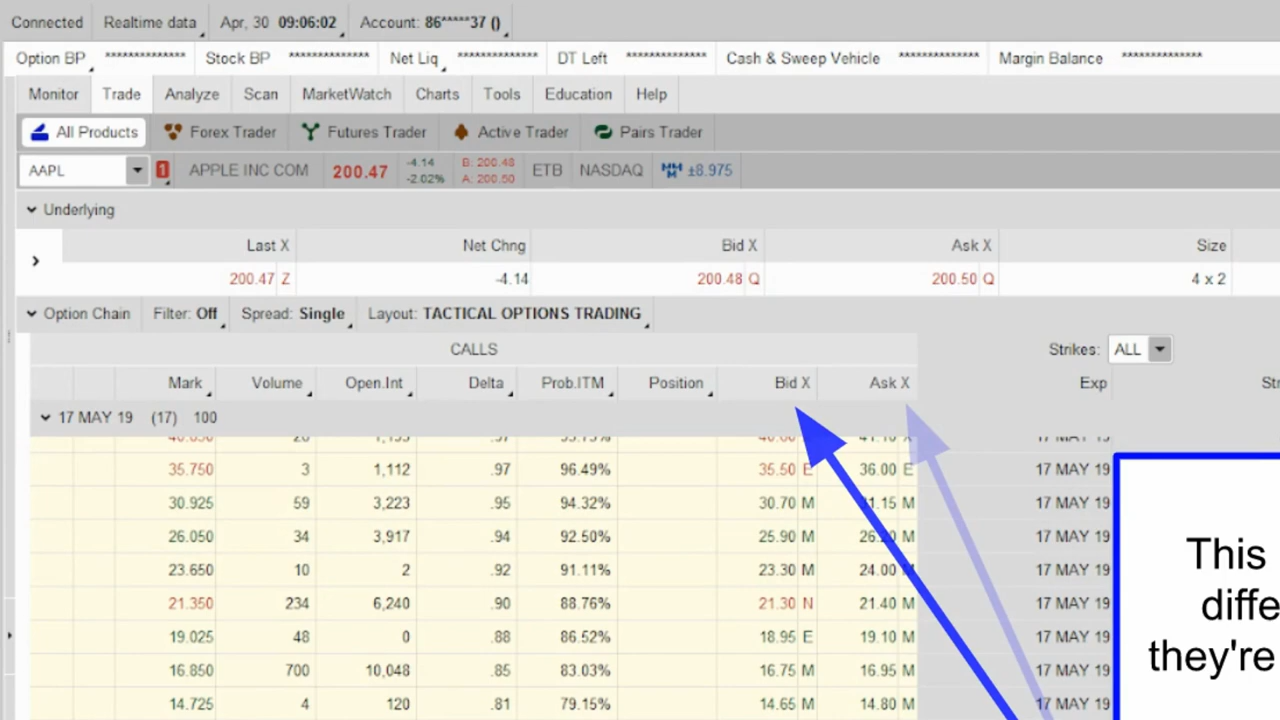 Connected Realtime data Apr, 30 09:06:02 Account: 86*****37 ()
Option BP ************** Stock BP ************** Net Liq ************** DT Left ************** Cash & Sweep Vehicle ************** Margin Balance **************
Monitor Trade Analyze Scan MarketWatch Charts Tools Education Help
All Products Forex Trader Futures Trader Active Trader Pairs Trader
AAPL 1 APPLE INC COM 200.47 -4.14 -2.02% B: 200.48 A: 200.50 ETB NASDAQ MMM ±8.975
Underlying
Last X Net Chng Bid X Ask X Size
200.47 Z -4.14 200.48 Q 200.50 Q 4 x 2
Option Chain Filter: Off Spread: Single Layout: TACTICAL OPTIONS TRADING
CALLS Strikes: ALL
Mark Volume Open.Int Delta Prob.ITM Position Bid X Ask X Exp
17 MAY 19 (17) 100
35.750 3 1,112 .97 96.49% 35.50 E 36.00 E 17 MAY 19
30.925 59 3,223 .95 94.32% 30.70 M 31.15 M 17 MAY 19
26.050 34 3,917 .94 92.50% 25.90 M 26.20 M 17 MAY 19
23.650 10 2 .92 91.11% 23.30 M 24.00 M 17 MAY 19
21.350 234 6,240 .90 88.76% 21.30 N 21.40 M 17 MAY 19
19.025 48 0 .88 86.52% 18.95 E 19.10 M 17 MAY 19
16.850 700 10,048 .85 83.03% 16.75 M 16.95 M 17 MAY 19
14.725 4 120 .81 79.15% 14.65 M 14.80 M 17 MAY 19
This
diffe
they're